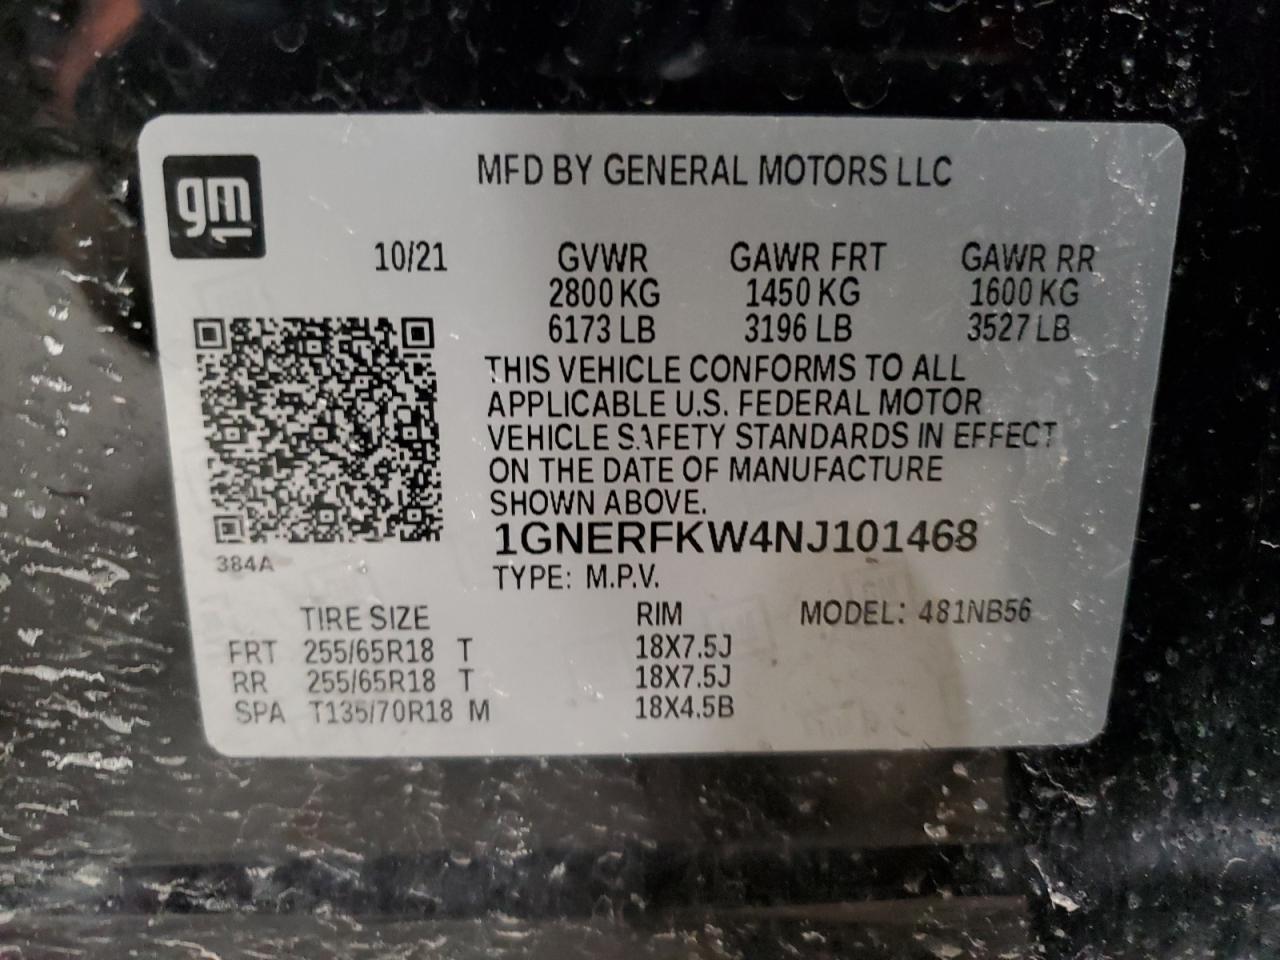 gm
MFD BY GENERAL MOTORS LLC
10/21 GVWR GAWR FRT GAWR RR
2800 KG 1450 KG 1600 KG
6173 LB 3196 LB 3527 LB
THIS VEHICLE CONFORMS TO ALL
APPLICABLE U.S. FEDERAL MOTOR
VEHICLE SAFETY STANDARDS IN EFFECT
ON THE DATE OF MANUFACTURE
SHOWN ABOVE.
1GNERFKW4NJ101468
384A
TYPE: M.P.V.
TIRE SIZE RIM MODEL: 481NB56
FRT 255/65R18 T 18X7.5J
RR 255/65R18 T 18X7.5J
SPA T135/70R18 M 18X4.5B